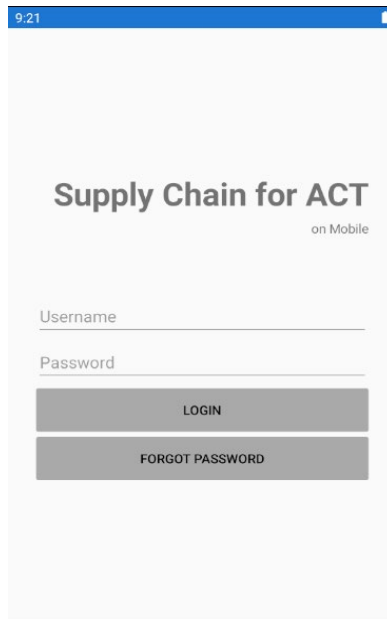 9:21
Supply Chain for ACT
on Mobile
Username
Password
LOGIN
FORGOT PASSWORD